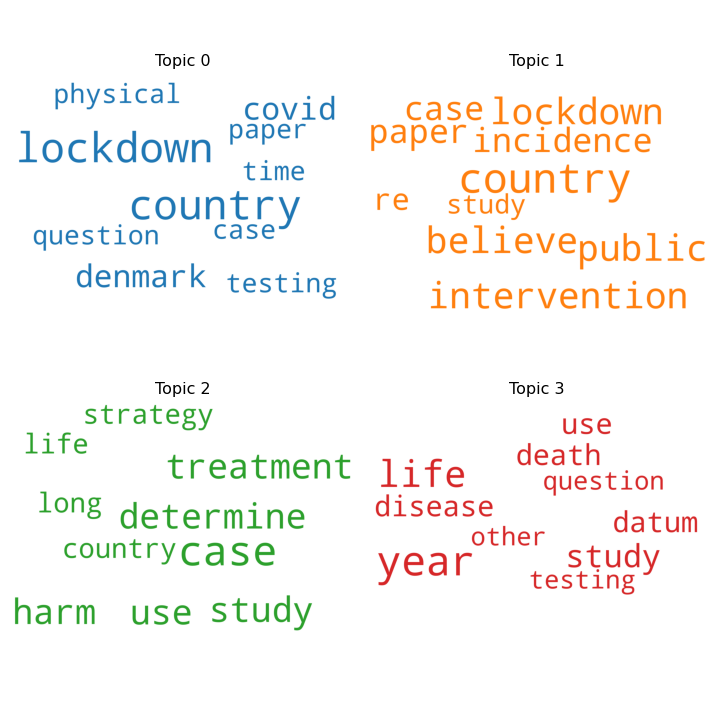 Topic 0
physical
covid
paper
lockdown
time
country
question
case
denmark
testing
Topic 1
case
lockdown
paper
incidence
country
re
study
believe
public
intervention
Topic 2
strategy
life
treatment
long
determine
country
case
harm
use
study
Topic 3
use
death
life
question
disease
datum
other
year
study
testing